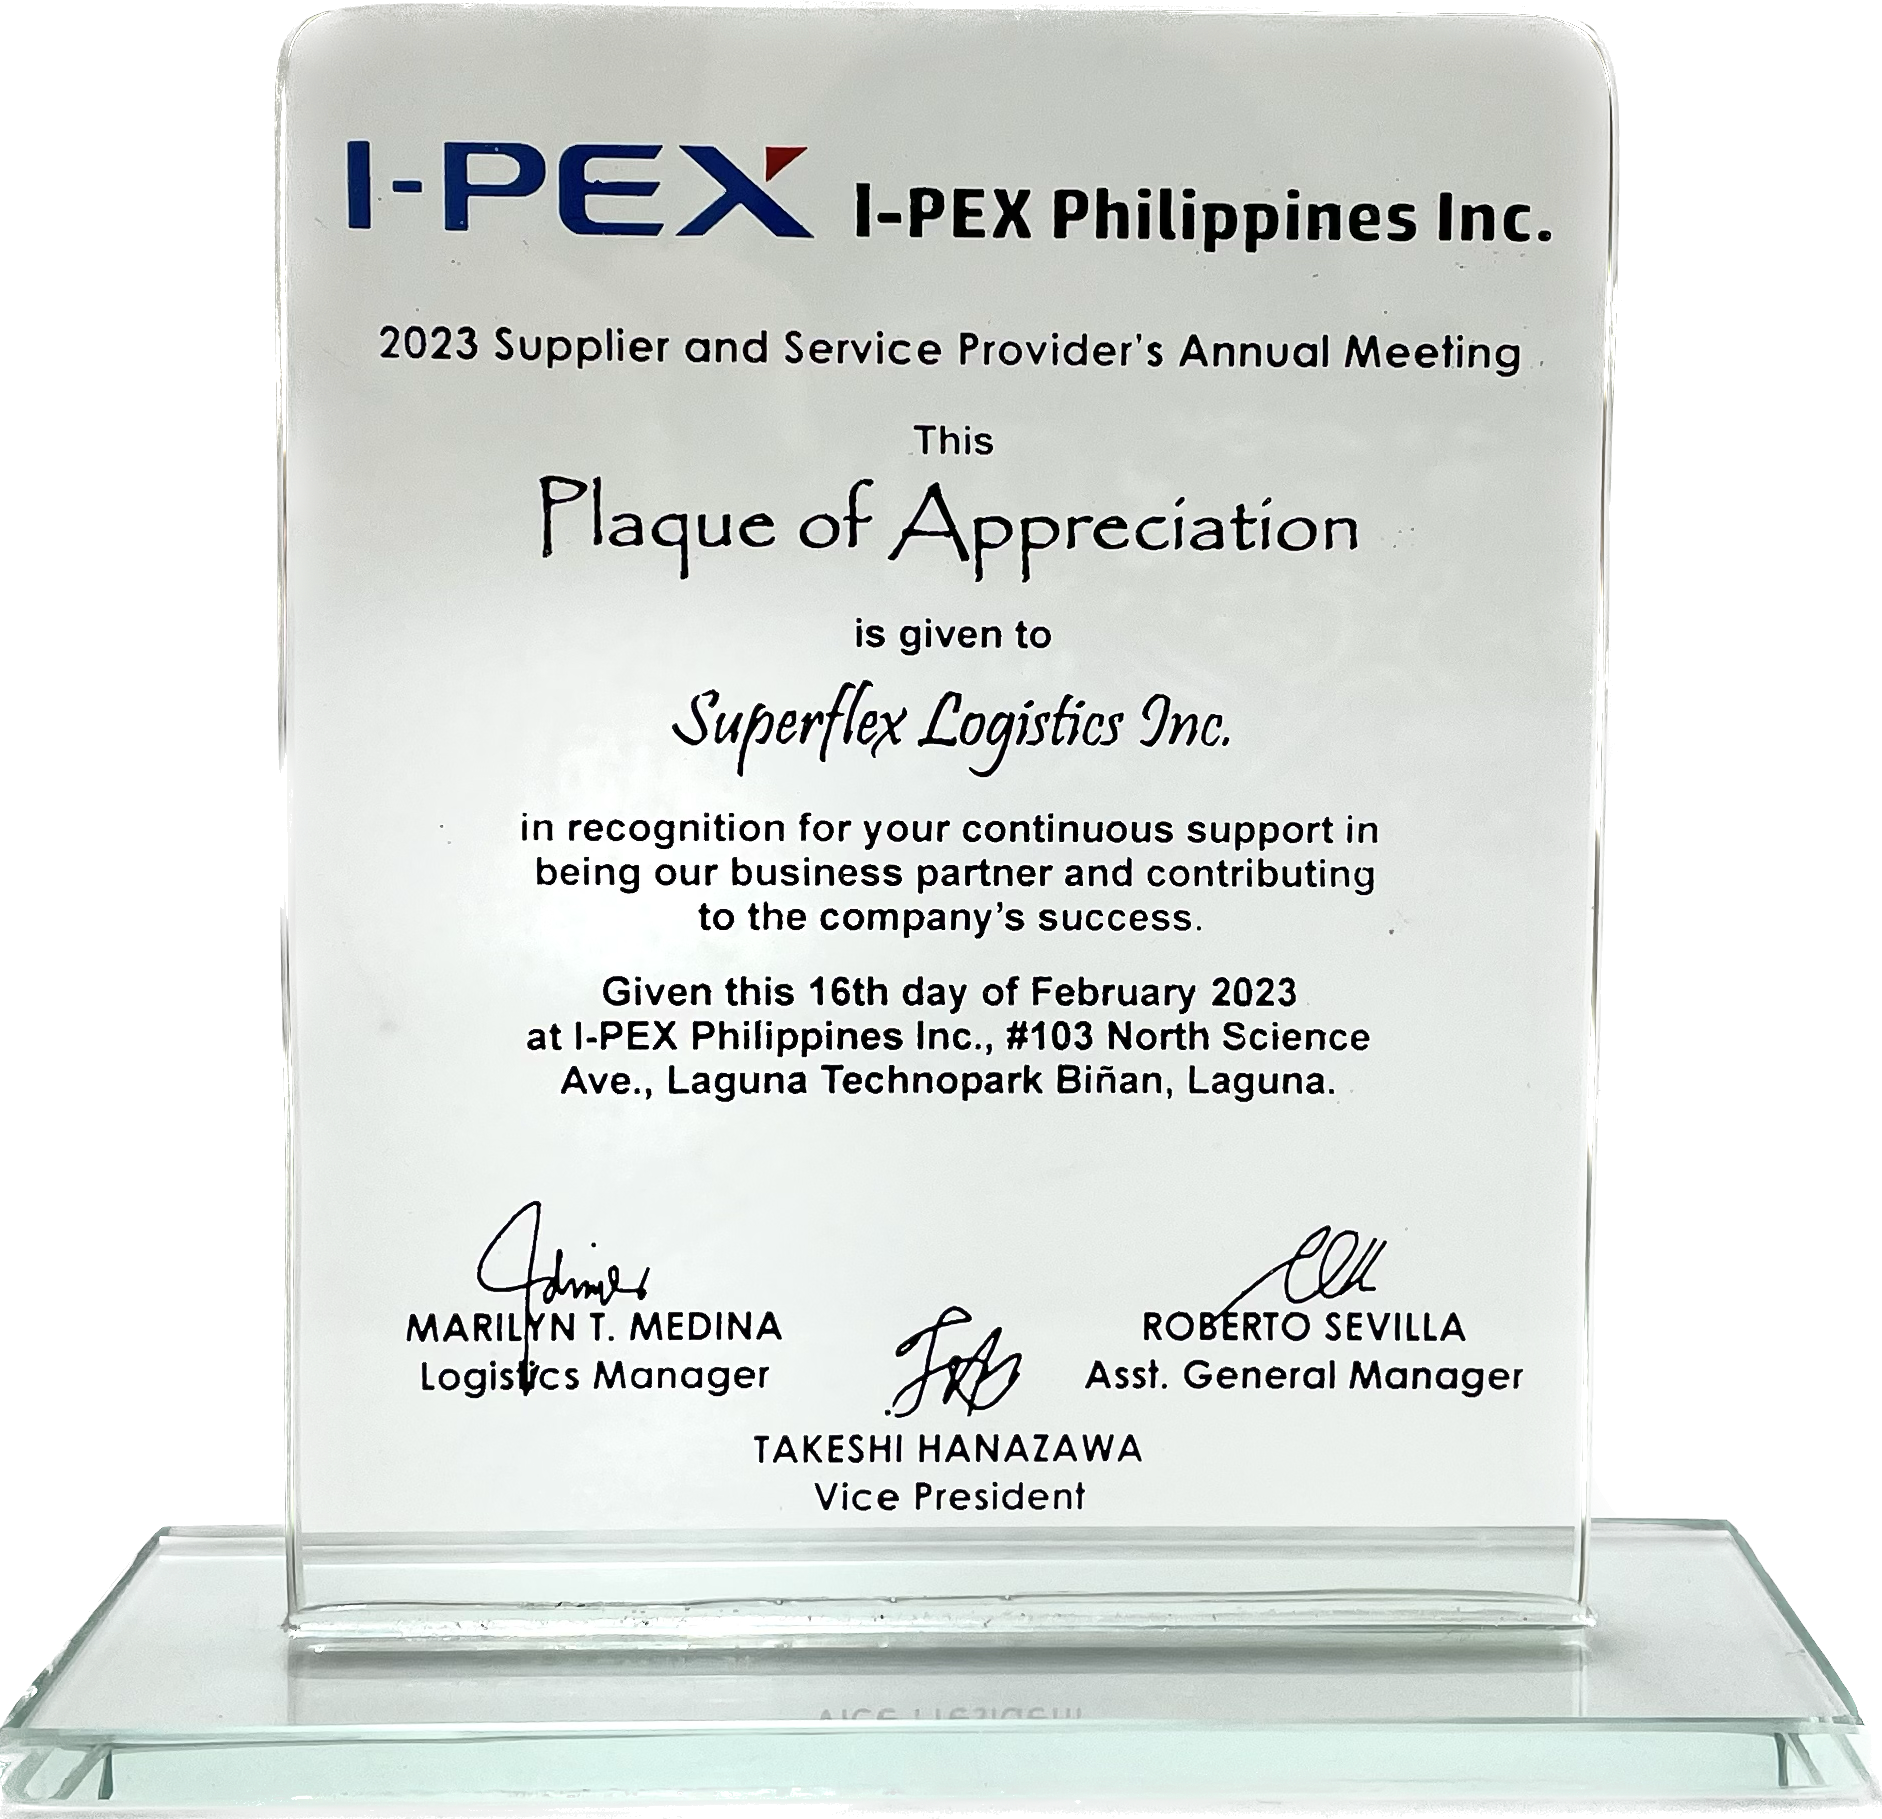 I-PEX I-PEX Philippines Inc.
2023 Supplier and Service Provider's Annual Meeting
This
Plaque of Appreciation
is given to
Superflex Logistics Inc.
in recognition for your continuous support in
being our business partner and contributing
to the company's success.
Given this 16th day of February 2023
at I-PEX Philippines Inc., #103 North Science
Ave., Laguna Technopark Biñan, Laguna.
MARILYN T. MEDINA
Logistics Manager
ROBERTO SEVILLA
Asst. General Manager
TAKESHI HANAZAWA
Vice President